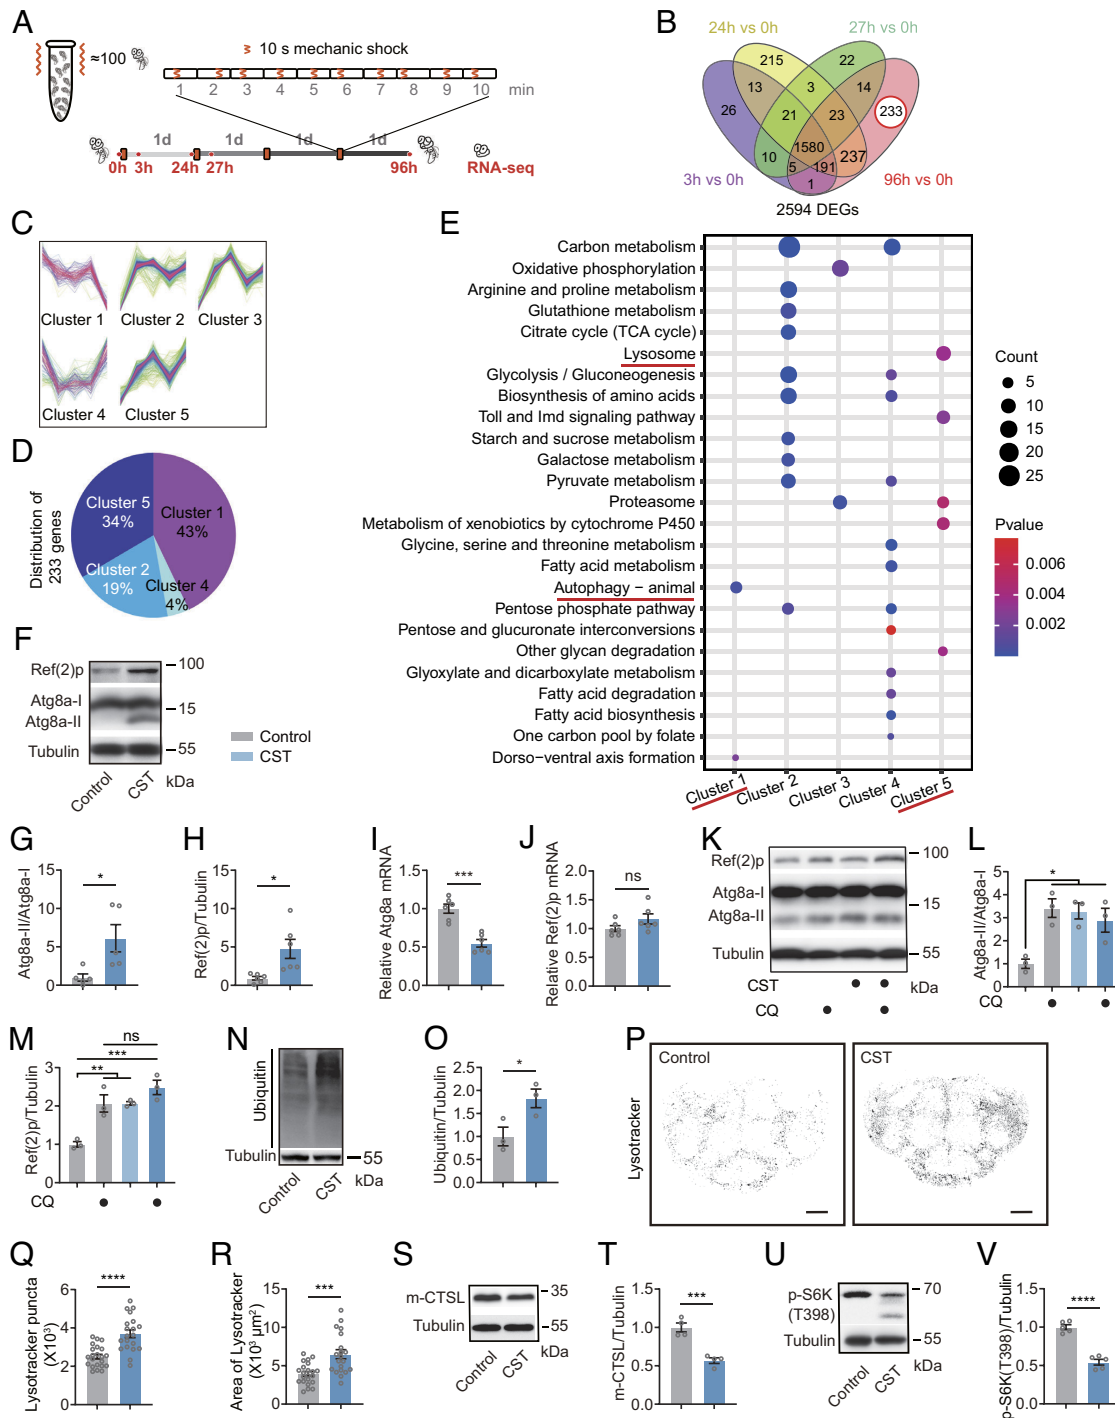 A
≈100
10 s mechanic shock
1 2 3 4 5 6 7 8 9 10 min
1d 1d 1d 1d
0h 3h 24h 27h 96h RNA-seq
B
24h vs 0h
27h vs 0h
3h vs 0h
96h vs 0h
215
22
13
3
14
26
21
23
233
1580
10
5
191
237
1
2594 DEGs
C
Cluster 1
Cluster 2
Cluster 3
Cluster 4
Cluster 5
D
Distribution of
233 genes
Cluster 5
34%
Cluster 1
43%
Cluster 2
19%
Cluster 4
4%
E
Carbon metabolism
Oxidative phosphorylation
Arginine and proline metabolism
Glutathione metabolism
Citrate cycle (TCA cycle)
Lysosome
Glycolysis / Gluconeogenesis
Biosynthesis of amino acids
Toll and Imd signaling pathway
Starch and sucrose metabolism
Galactose metabolism
Pyruvate metabolism
Proteasome
Metabolism of xenobiotics by cytochrome P450
Glycine, serine and threonine metabolism
Fatty acid metabolism
Autophagy − animal
Pentose phosphate pathway
Pentose and glucuronate interconversions
Other glycan degradation
Glyoxylate and dicarboxylate metabolism
Fatty acid degradation
Fatty acid biosynthesis
One carbon pool by folate
Dorso−ventral axis formation
Cluster 1
Cluster 2
Cluster 3
Cluster 4
Cluster 5
Count
5
10
15
20
25
Pvalue
0.006
0.004
0.002
F
Ref(2)p
Atg8a-I
Atg8a-II
Tubulin
100
15
55
kDa
Control
CST
Control
CST
G
Atg8a-II/Atg8a-I
15
10
5
0
*
H
Ref(2)p/Tubulin
15
10
5
0
*
I
Relative Atg8a mRNA
1.5
1.0
0.5
0.0
***
J
Relative Ref(2)p mRNA
2.0
1.5
1.0
0.5
0.0
ns
K
Ref(2)p
Atg8a-I
Atg8a-II
Tubulin
100
15
55
kDa
CST
CQ
L
Atg8a-II/Atg8a-I
5
4
3
2
1
0
*
CQ
M
Ref(2)p/Tubulin
3
2
1
0
ns
***
**
CQ
N
Ubiquitin
Tubulin
55
kDa
Control
CST
O
Ubiquitin/Tubulin
2.5
2.0
1.5
1.0
0.5
0.0
*
P
Lysotracker
Control
CST
Q
Lysotracker puncta
(X10³)
6
4
2
0
****
R
Area of Lysotracker
(X10³ µm²)
15
10
5
0
***
S
m-CTSL
Tubulin
35
55
kDa
Control
CST
T
m-CTSL/Tubulin
1.5
1.0
0.5
0.0
***
U
p-S6K
(T398)
Tubulin
70
55
kDa
Control
CST
V
p-S6K(T398)/Tubulin
1.5
1.0
0.5
0.0
****